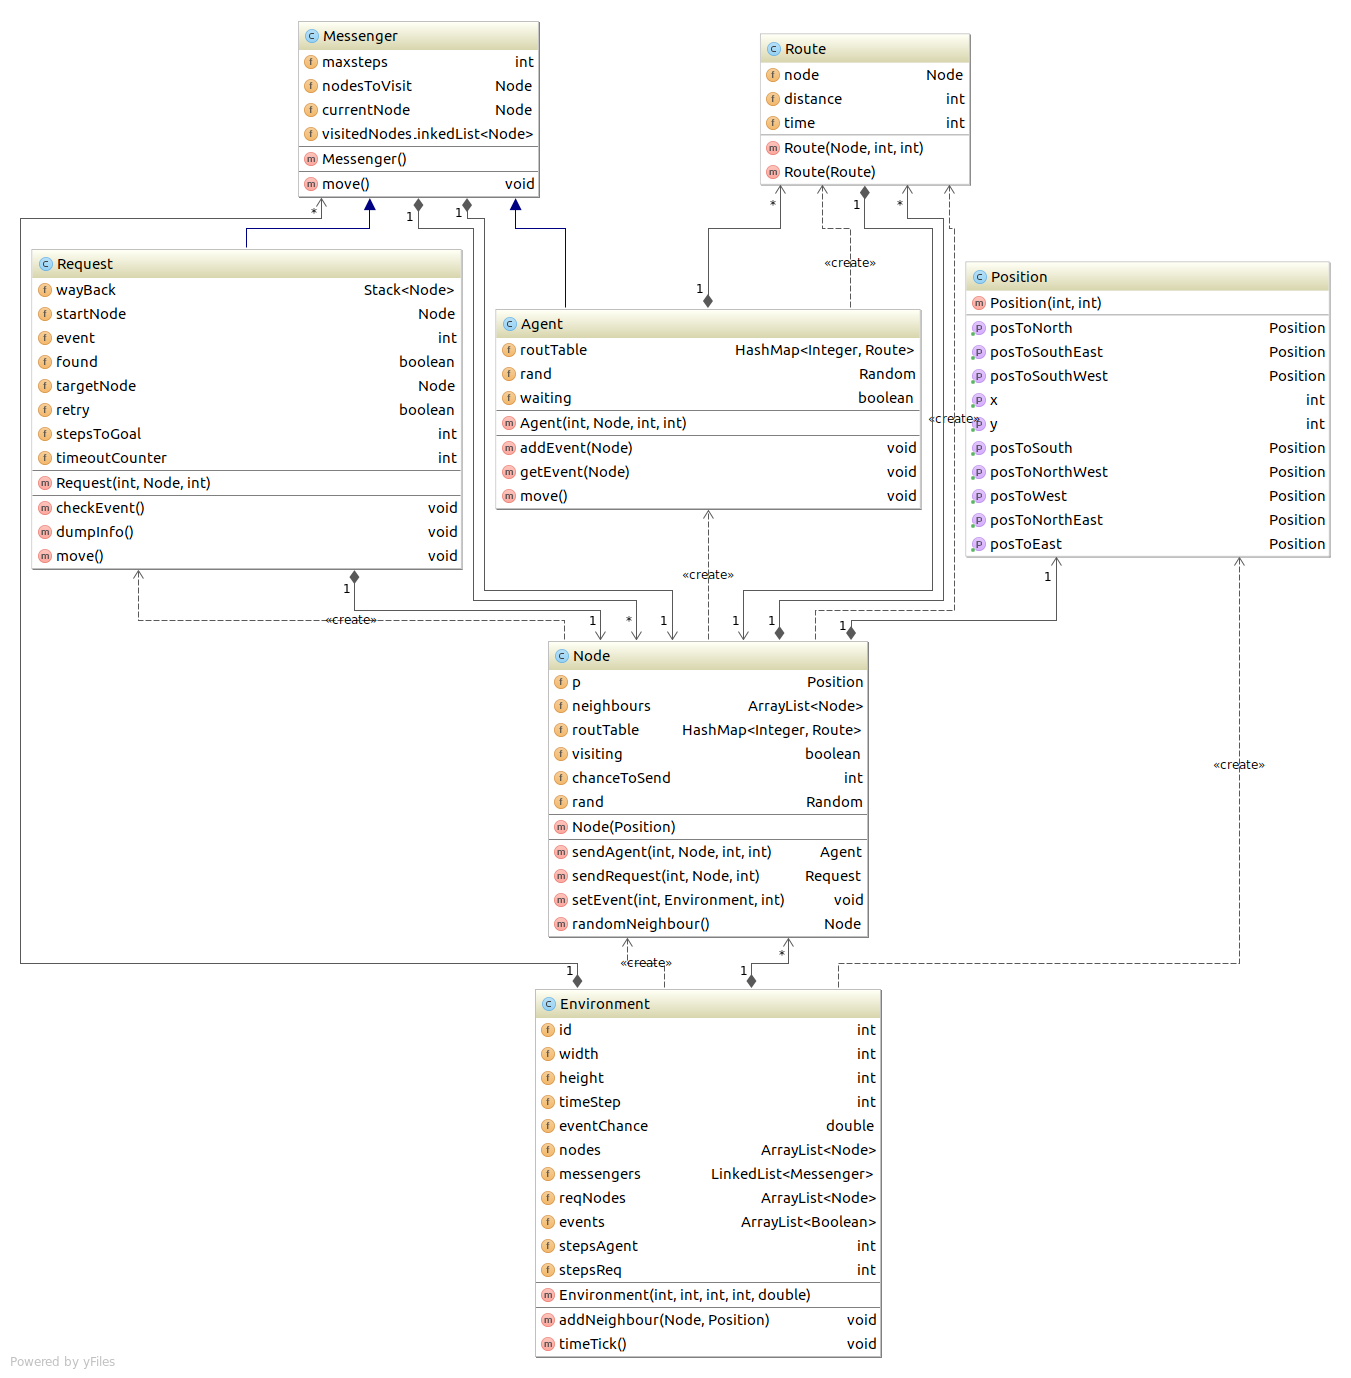 Messenger
maxsteps int
nodesToVisit Node
currentNode Node
visitedNodes.inkedList<Node>
Messenger()
move() void
Route
node Node
distance int
time int
Route(Node, int, int)
Route(Route)
* 1 1 * 1 *
1
«create»
Request
wayBack Stack<Node>
startNode Node
event int
found boolean
targetNode Node
retry boolean
stepsToGoal int
timeoutCounter int
Request(int, Node, int)
checkEvent() void
dumpInfo() void
move() void
Agent
routTable HashMap<Integer, Route>
rand Random
waiting boolean
Agent(int, Node, int, int)
addEvent(Node) void
getEvent(Node) void
move() void
«create»
Position
Position(int, int)
posToNorth Position
posToSouthEast Position
posToSouthWest Position
x int
y int
posToSouth Position
posToNorthWest Position
posToWest Position
posToNorthEast Position
posToEast Position
«create»
1 1
«create»
1 * 1 1 1 1
Node
p Position
neighbours ArrayList<Node>
routTable HashMap<Integer, Route>
visiting boolean
chanceToSend int
rand Random
Node(Position)
sendAgent(int, Node, int, int) Agent
sendRequest(int, Node, int) Request
setEvent(int, Environment, int) void
randomNeighbour() Node
«create»
*
«create»
1 1
Environment
id int
width int
height int
timeStep int
eventChance double
nodes ArrayList<Node>
messengers LinkedList<Messenger>
reqNodes ArrayList<Node>
events ArrayList<Boolean>
stepsAgent int
stepsReq int
Environment(int, int, int, int, double)
addNeighbour(Node, Position) void
timeTick() void
Powered by yFiles